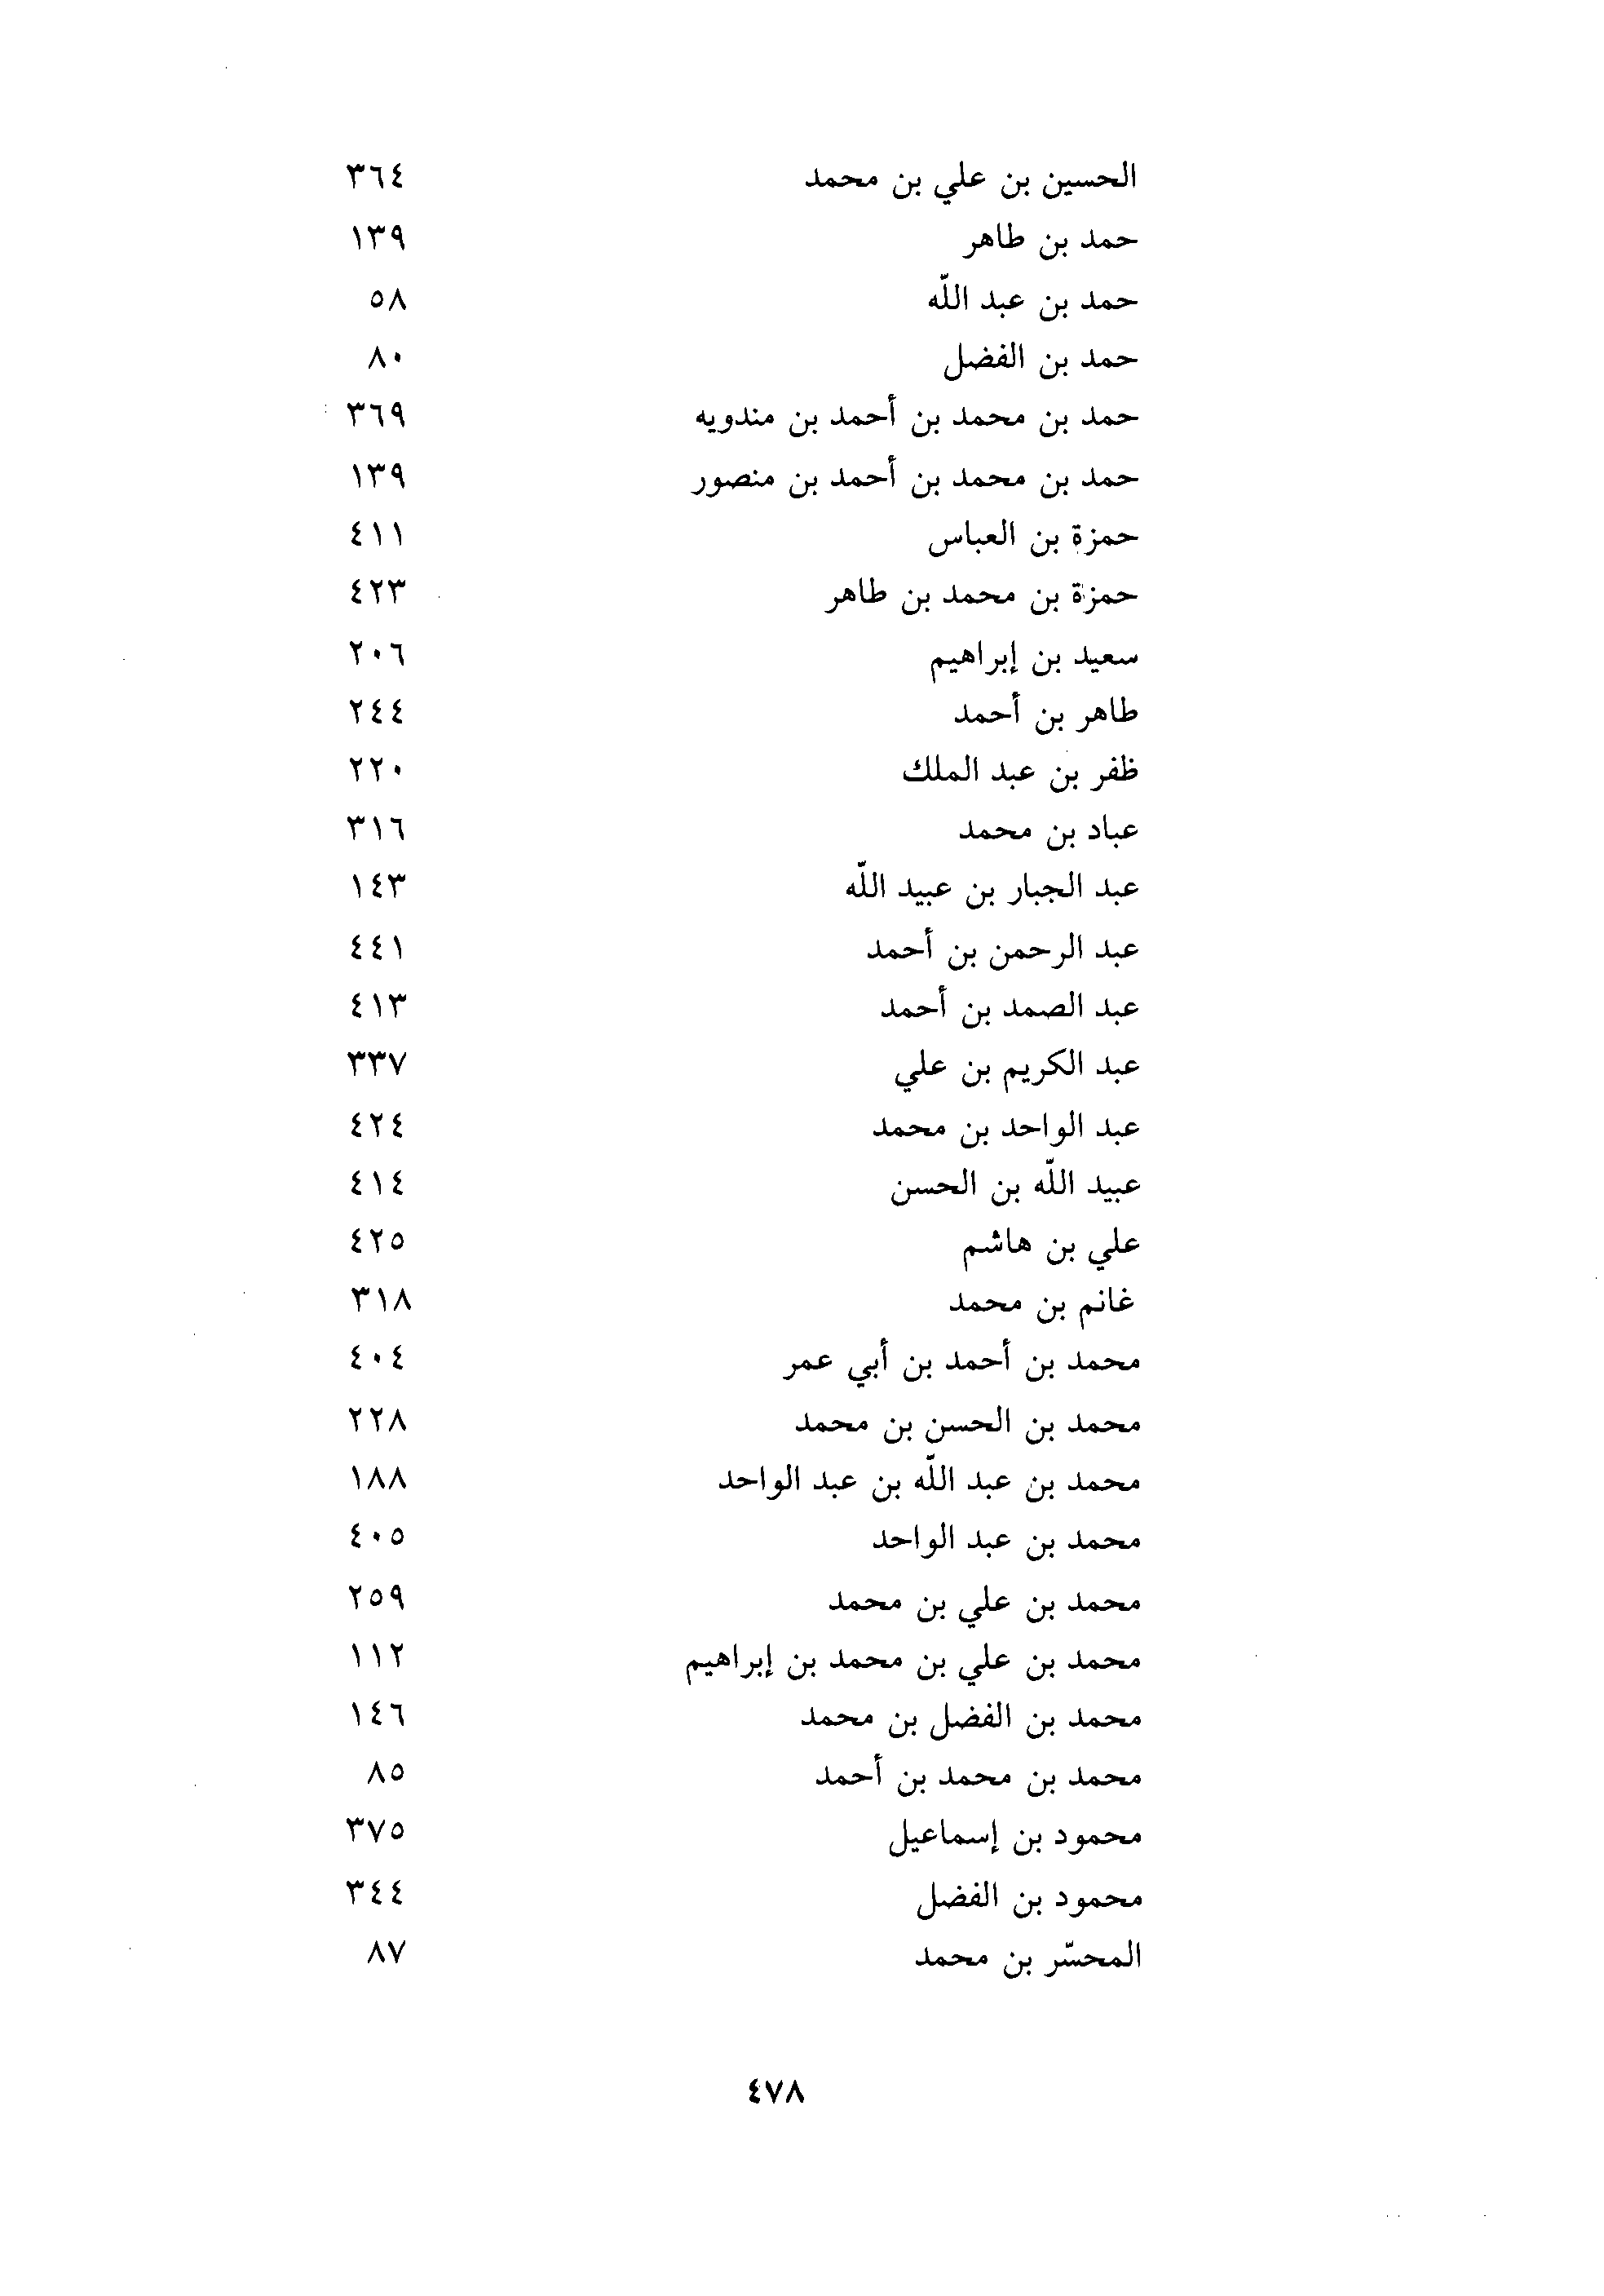 الحسين بن علي بن محمد ٣٦٤
حمد بن طاهر ١٣٩
حمد بن عبد اللّه ٥٨
حمد بن الفضل ٨٠
حمد بن محمد بن أحمد بن مندويه ٣٦٩
حمد بن محمد بن أحمد بن منصور ١٣٩
حمزة بن العباس ٤١١
حمزة بن محمد بن طاهر ٤٢٣
سعيد بن إبراهيم ٢٠٦
طاهر بن أحمد ٢٤٤
ظفر بن عبد الملك ٢٢٠
عباد بن محمد ٣١٦
عبد الجبار بن عبيد اللّه ١٤٣
عبد الرحمن بن أحمد ٤٤١
عبد الصمد بن أحمد ٤١٣
عبد الكريم بن علي ٣٣٧
عبد الواحد بن محمد ٤٢٤
عبيد اللّه بن الحسن ٤١٤
علي بن هاشم ٤٢٥
غانم بن محمد ٣١٨
محمد بن أحمد بن أبي عمر ٤٠٤
محمد بن الحسن بن محمد ٢٢٨
محمد بن عبد اللّه بن عبد الواحد ١٨٨
محمد بن عبد الواحد ٤٠٥
محمد بن علي بن محمد ٢٥٩
محمد بن علي بن محمد بن إبراهيم ١١٢
محمد بن الفضل بن محمد ١٤٦
محمد بن محمد بن أحمد ٨٥
محمود بن إسماعيل ٣٧٥
محمود بن الفضل ٣٤٤
المحسّر بن محمد ٨٧
٤٧٨